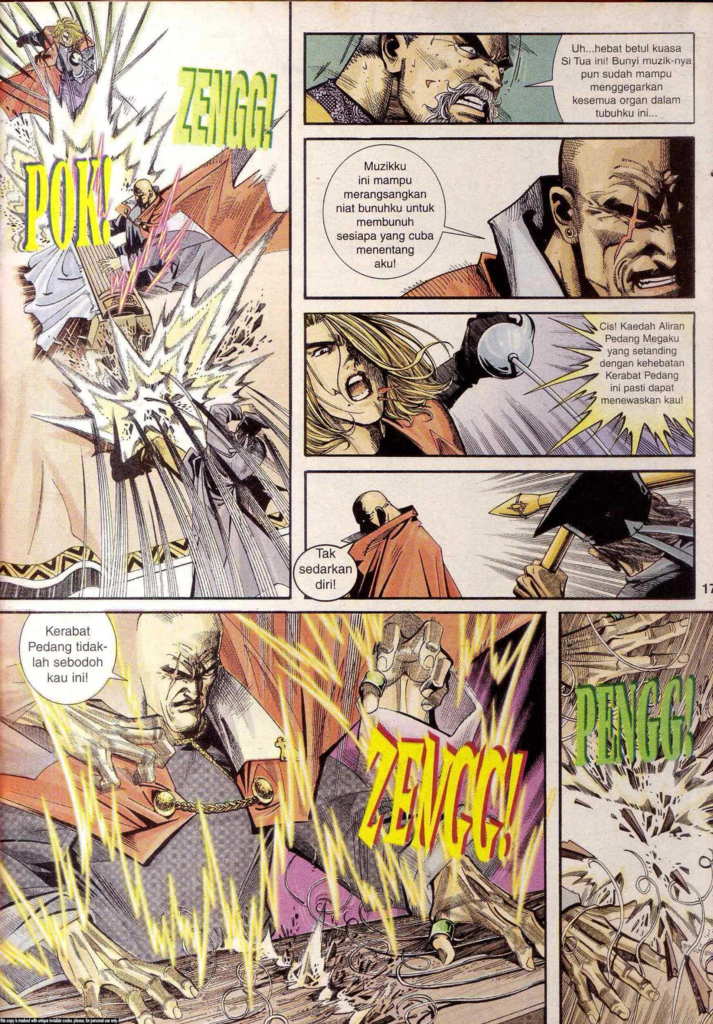 ZENGG!
POK!
Uh...hebat betul kuasa
Si Tua ini! Bunyi muzik-nya
pun sudah mampu
menggegarkan
kesemua organ dalam
tubuhku ini...
Muzikku
ini mampu
merangsangkan
niat bunuhku untuk
membunuh
sesiapa yang cuba
menentang
aku!
Cis! Kaedah Aliran
Pedang Megaku
yang setanding
dengan kehebatan
Kerabat Pedang
ini pasti dapat
menewaskan kau!
Tak
sedarkan
diri!
17
Kerabat
Pedang tidak-
lah sebodoh
kau ini!
ZENGG!
PENGG!